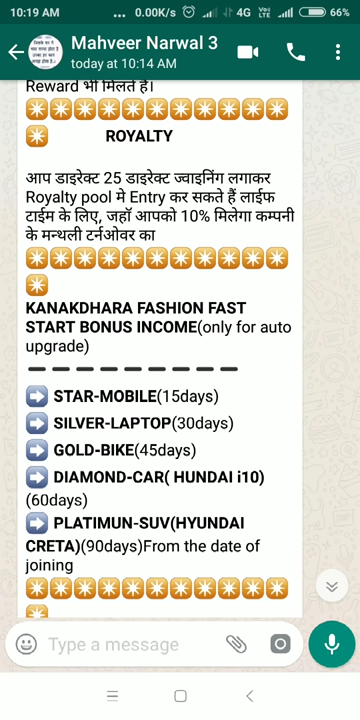 10:19 AM ... 0.00K/s 4G VoLTE 66%
Mahveer Narwal 3
today at 10:14 AM
Reward भी मिलते है।
ROYALTY
आप डाइरेक्ट 25 डाइरेक्ट ज्वाइनिंग लगाकर
Royalty pool मे Entry कर सकते हैं लाईफ
टाईम के लिए, जहाॅ आपको 10% मिलेगा कम्पनी
के मन्थली टर्नओवर का
KANAKDHARA FASHION FAST
START BONUS INCOME(only for auto
upgrade)
STAR-MOBILE(15days)
SILVER-LAPTOP(30days)
GOLD-BIKE(45days)
DIAMOND-CAR( HUNDAI i10)
(60days)
PLATIMUN-SUV(HYUNDAI
CRETA)(90days)From the date of
joining
Type a message